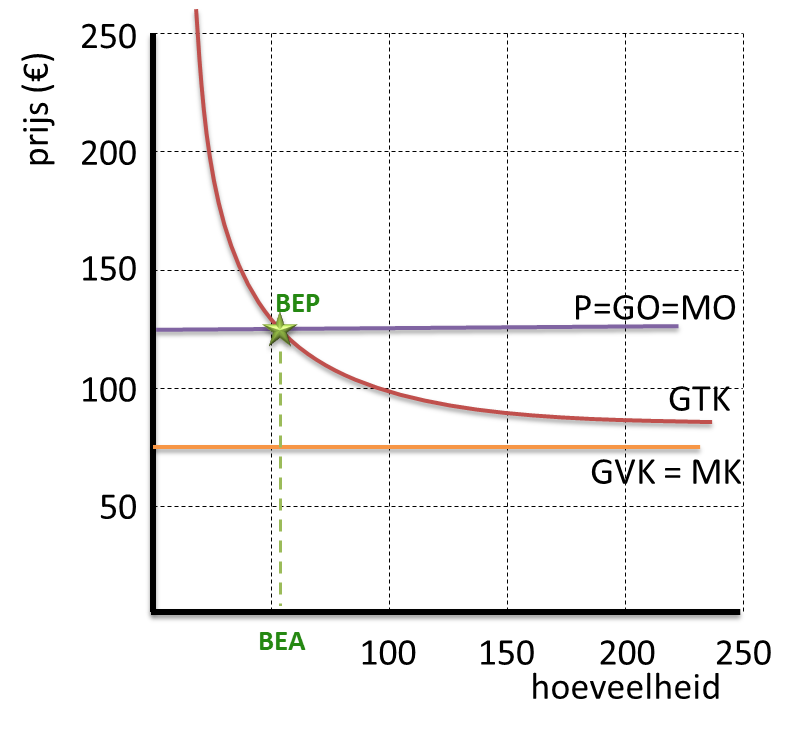 250
prijs (€)
200
150
BEP
P=GO=MO
100
GTK
GVK = MK
50
BEA
100 150 200 250
hoeveelheid